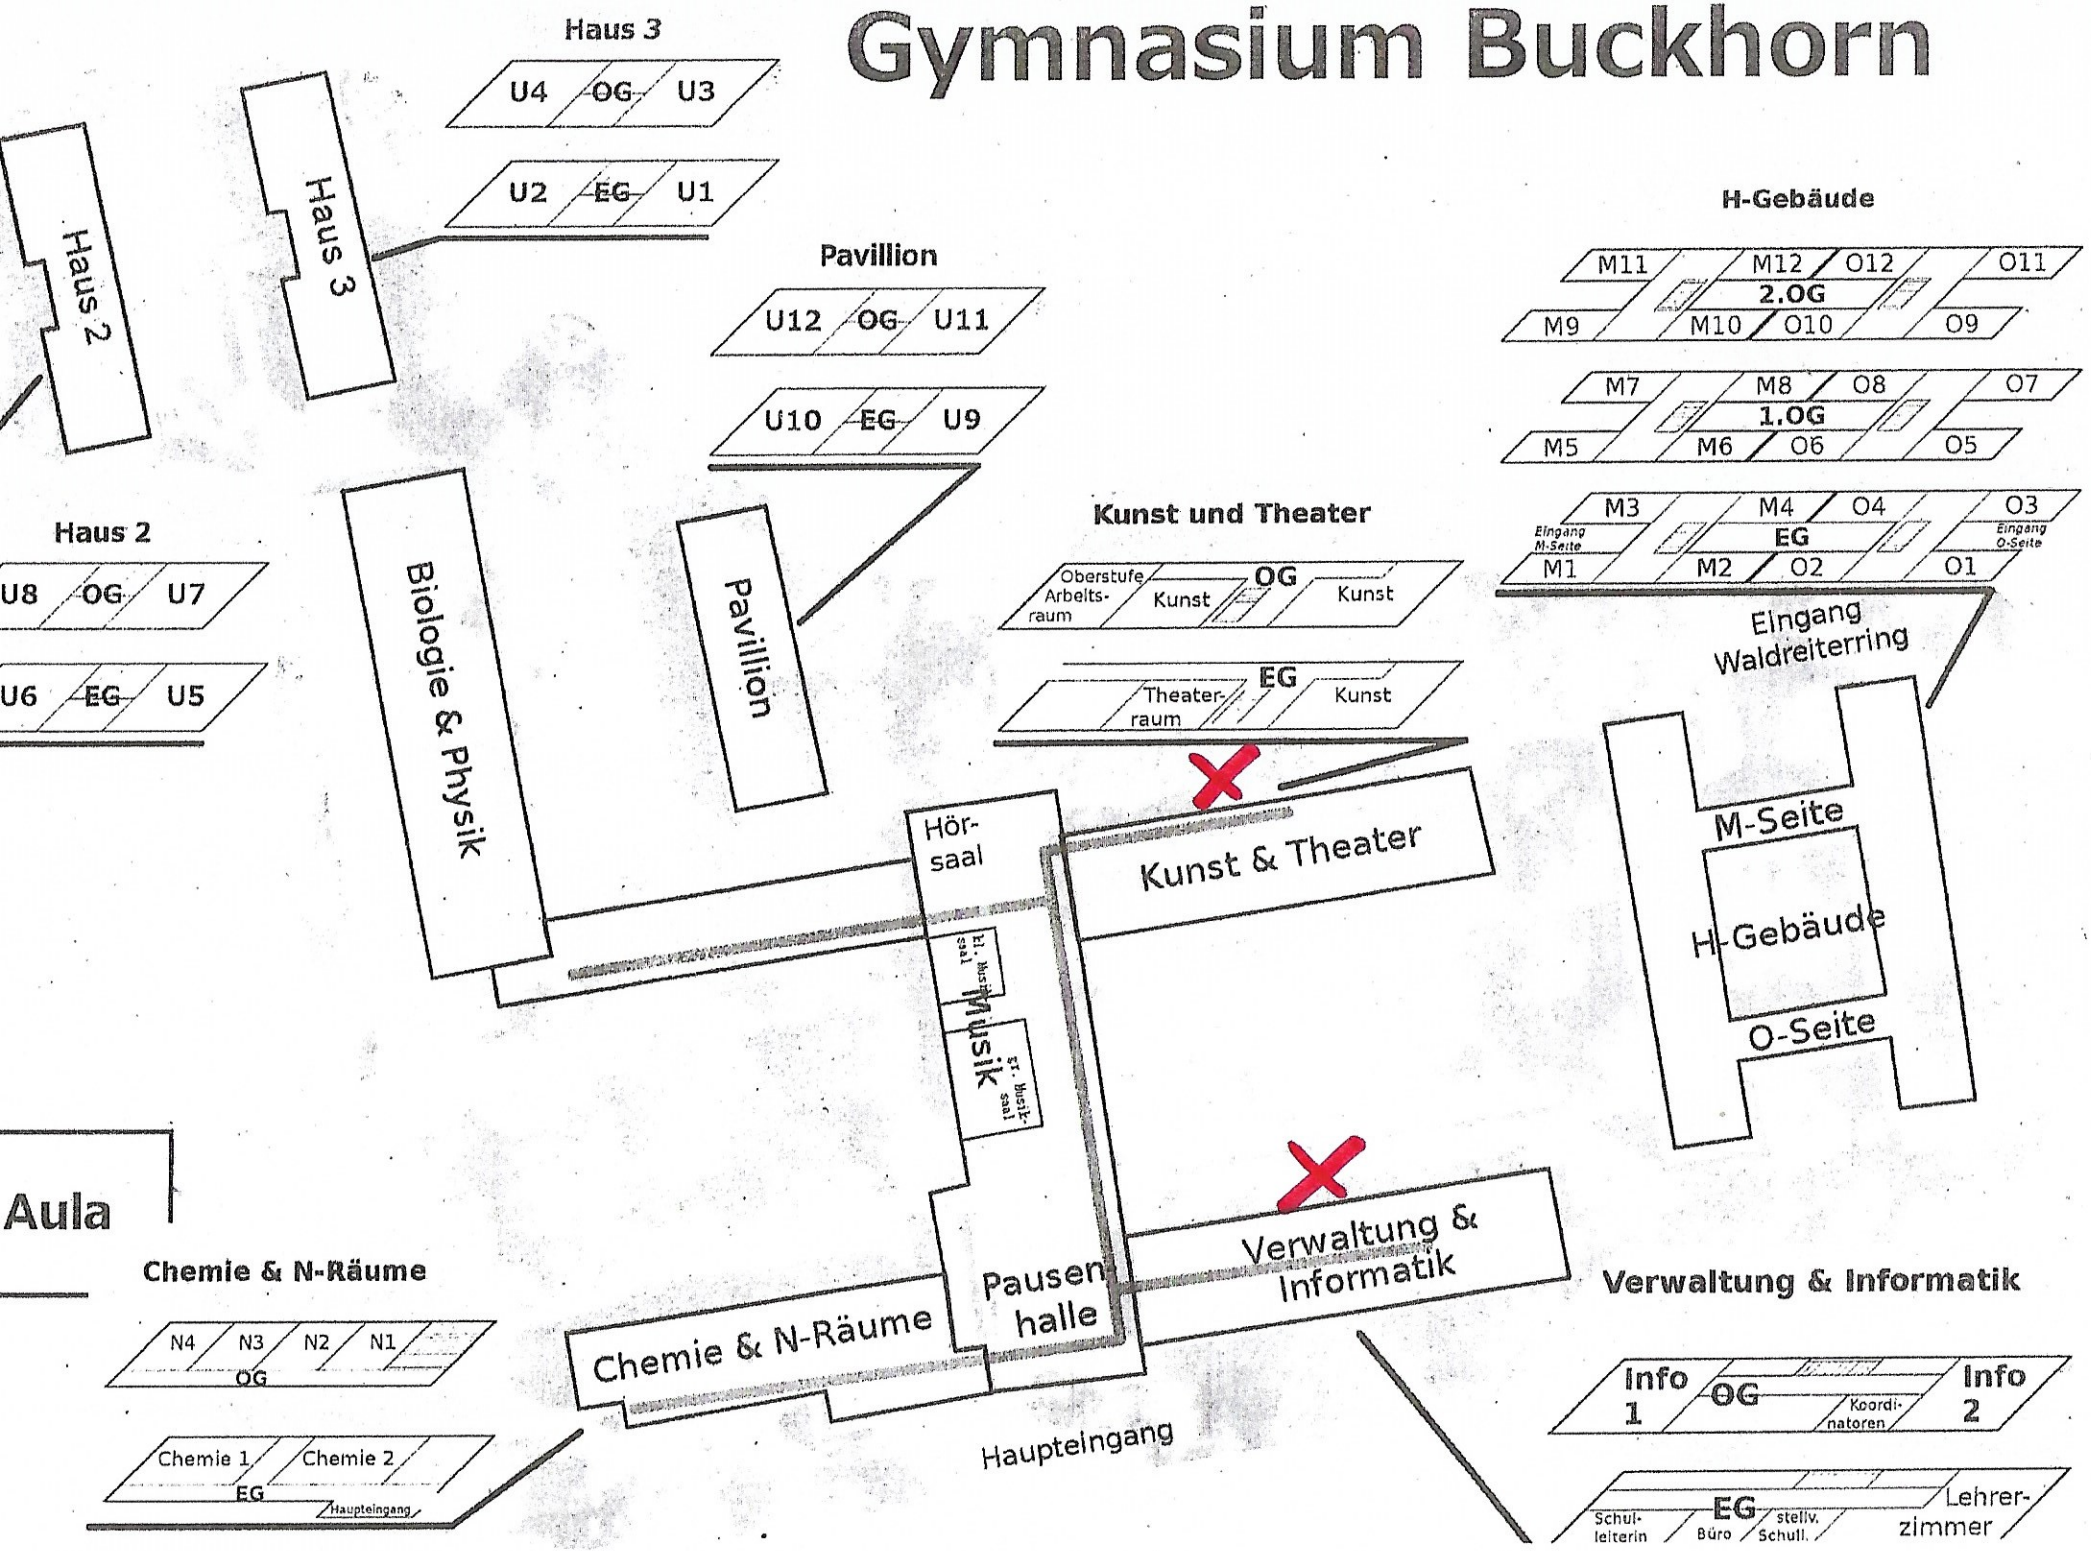 Gymnasium Buckhorn
Haus 3
U4 OG U3
U2 EG U1
Haus 2
Haus 3
Pavillion
U12 OG U11
U10 EG U9
H-Gebäude
M11 M12 O12 O11
2.OG
M9 M10 O10 O9
M7 M8 O8 O7
1.OG
M5 M6 O6 O5
M3 M4 O4 O3
Eingang
M-Seite
EG
Eingang
O-Seite
M1 M2 O2 O1
Haus 2
U8 OG U7
U6 EG U5
Biologie & Physik
Pavillion
Kunst und Theater
OG
Oberstufe
Arbeits-
raum
Kunst
Kunst
EG
Theater-
raum
Kunst
Eingang
Waldreiterring
M-Seite
H-Gebäude
O-Seite
Hör-
saal
Kunst & Theater
kl. Musik
saal
Musik
gr. Musik-
saal
Aula
Verwaltung &
Informatik
Pausen
halle
Chemie & N-Räume
Haupteingang
Chemie & N-Räume
N4 N3 N2 N1
OG
Chemie 1 Chemie 2
EG
Haupteingang
Verwaltung & Informatik
Info
1
OG
Koordi-
natoren
Info
2
EG
Schul-
leiterin
Büro
stellv.
Schull.
Lehrer-
zimmer